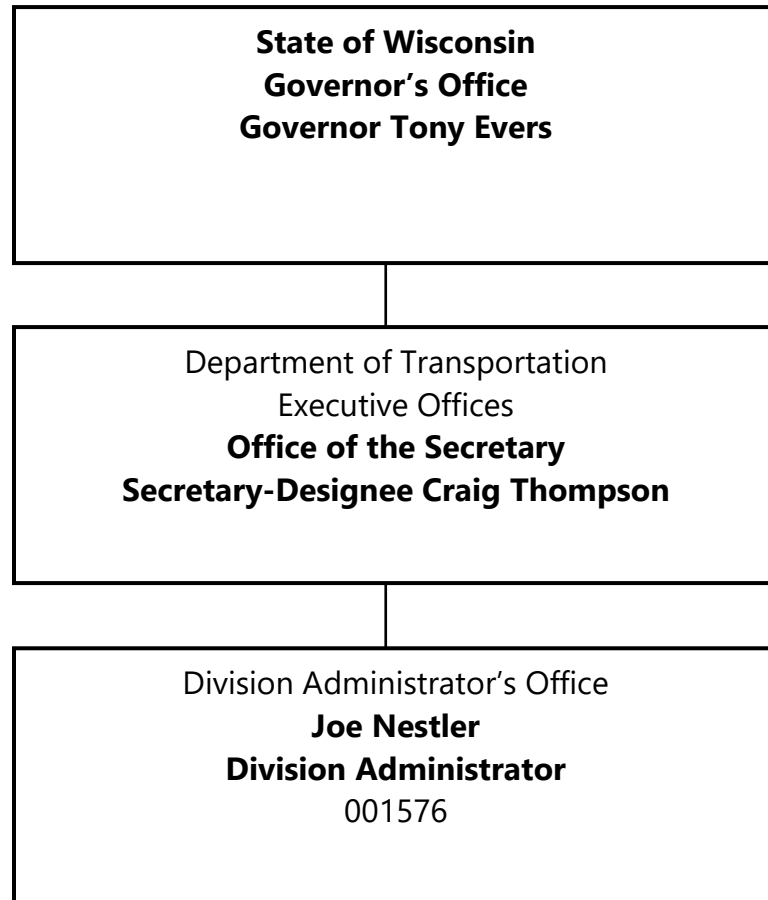 State of Wisconsin
Governor’s Office
Governor Tony Evers
Department of Transportation
Executive Offices
Office of the Secretary
Secretary-Designee Craig Thompson
Division Administrator’s Office
Joe Nestler
Division Administrator
001576